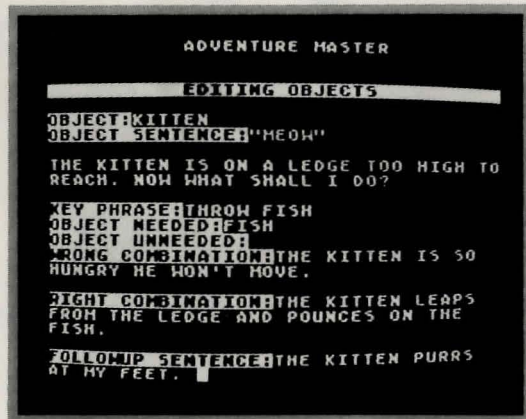 ADVENTURE MASTER
EDITING OBJECTS
OBJECT:KITTEN
OBJECT SENTENCE:"MEOW"
THE KITTEN IS ON A LEDGE TOO HIGH TO
REACH. NOW WHAT SHALL I DO?
KEY PHRASE:THROW FISH
OBJECT NEEDED:FISH
OBJECT UNNEEDED:
WRONG COMBINATION:THE KITTEN IS SO
HUNGRY HE WON'T MOVE.
RIGHT COMBINATION:THE KITTEN LEAPS
FROM THE LEDGE AND POUNCES ON THE
FISH.
FOLLOWUP SENTENCE:THE KITTEN PURRS
AT MY FEET.